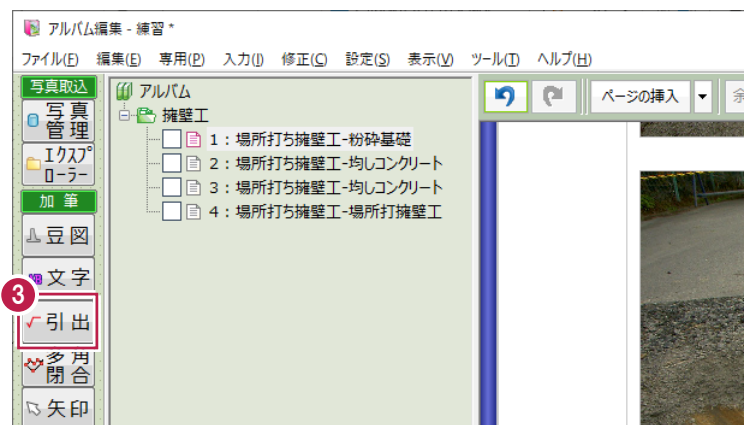 アルバム編集 - 練習 *
ファイル(F) 編集(E) 専用(P) 入力(I) 修正(C) 設定(S) 表示(V) ツール(T) ヘルプ(H)
写真取込
写真
管理
エクスプ
ローラー
加 筆
豆図
文字
3
引出
多角
閉合
矢印
アルバム
擁壁工
1：場所打ち擁壁工-粉砕基礎
2：場所打ち擁壁工-均しコンクリート
3：場所打ち擁壁工-均しコンクリート
4：場所打ち擁壁工-場所打擁壁工
ページの挿入